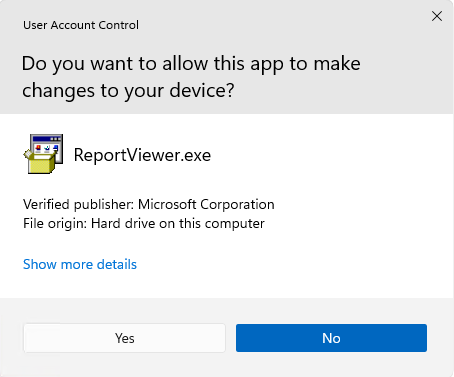 User Account Control
Do you want to allow this app to make
changes to your device?
ReportViewer.exe
Verified publisher: Microsoft Corporation
File origin: Hard drive on this computer
Show more details
Yes
No